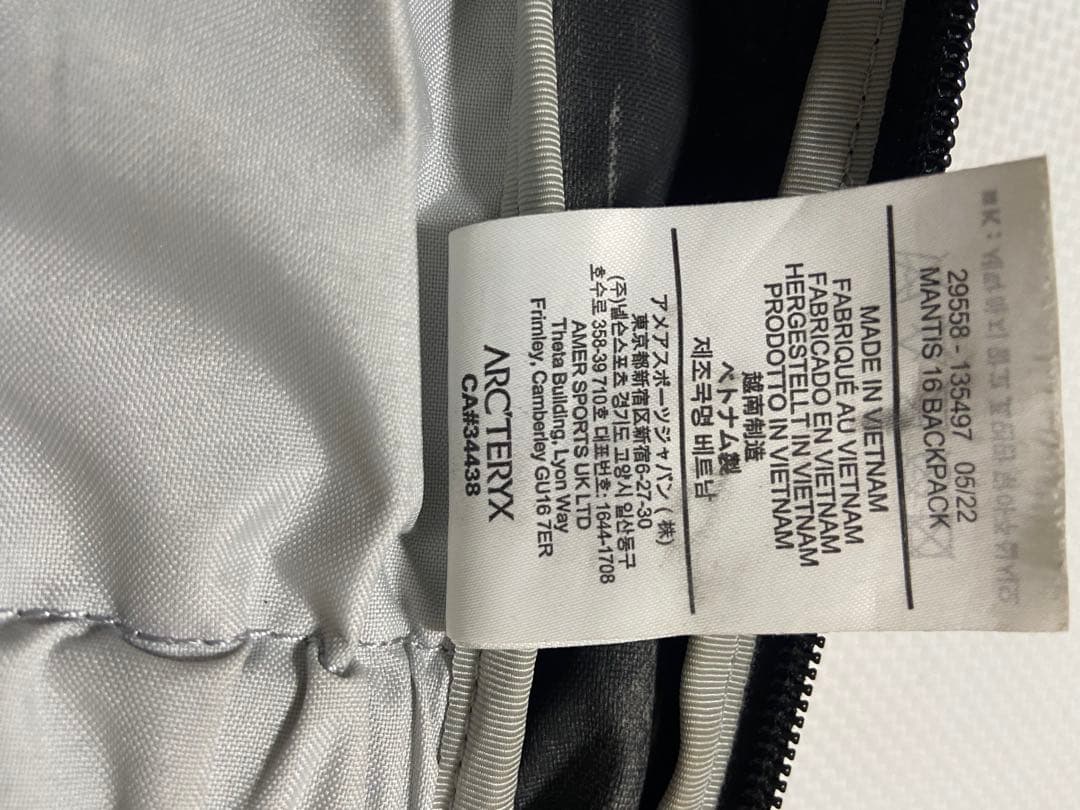 29558 - 135497 05/22
MANTIS 16 BACKPACK
MADE IN VIETNAM
FABRIQUÉ AU VIETNAM
FABRICADO EN VIETNAM
HERGESTELLT IN VIETNAM
PRODOTTO IN VIETNAM
越南制造
ベトナム製
제조국명 베트남
アメアスポーツジャパン(株)
東京都新宿区新宿6-27-30
(주)넬슨스포츠 경기도 고양시 일산동구
호수로 358-39 710호 대표번호: 1644-1708
AMER SPORTS UK LTD
Theta Building, Lyon Way
Frimley, Camberley GU16 7ER
ARC'TERYX
CA#34438